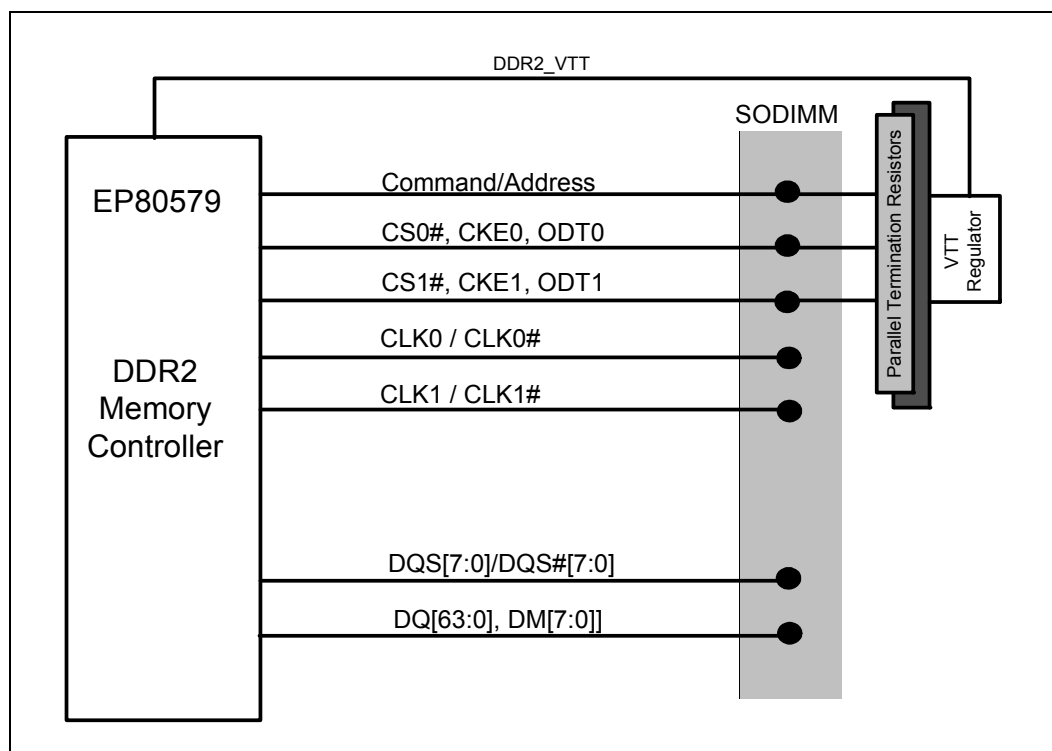 DDR2_VTT
SODIMM
EP80579
DDR2
Memory
Controller
Command/Address
CS0#, CKE0, ODT0
CS1#, CKE1, ODT1
CLK0 / CLK0#
CLK1 / CLK1#
DQS[7:0]/DQS#[7:0]
DQ[63:0], DM[7:0]]
Parallel Termination Resistors
VTT
Regulator